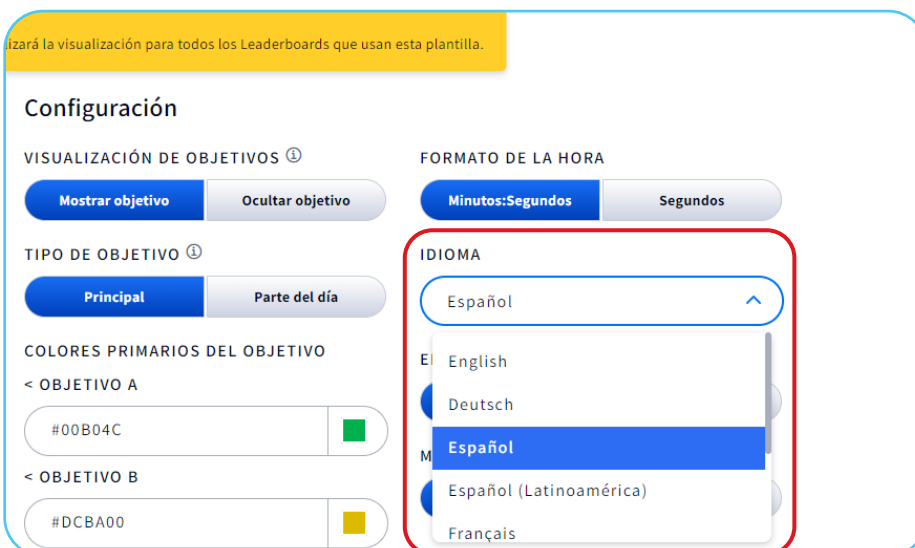 izará la visualización para todos los Leaderboards que usan esta plantilla.
Configuración
VISUALIZACIÓN DE OBJETIVOS
Mostrar objetivo
Ocultar objetivo
TIPO DE OBJETIVO
Principal
Parte del día
COLORES PRIMARIOS DEL OBJETIVO
< OBJETIVO A
#00B04C
< OBJETIVO B
#DCBA00
FORMATO DE LA HORA
Minutos:Segundos
Segundos
IDIOMA
Español
English
Deutsch
Español
Español (Latinoamérica)
Français